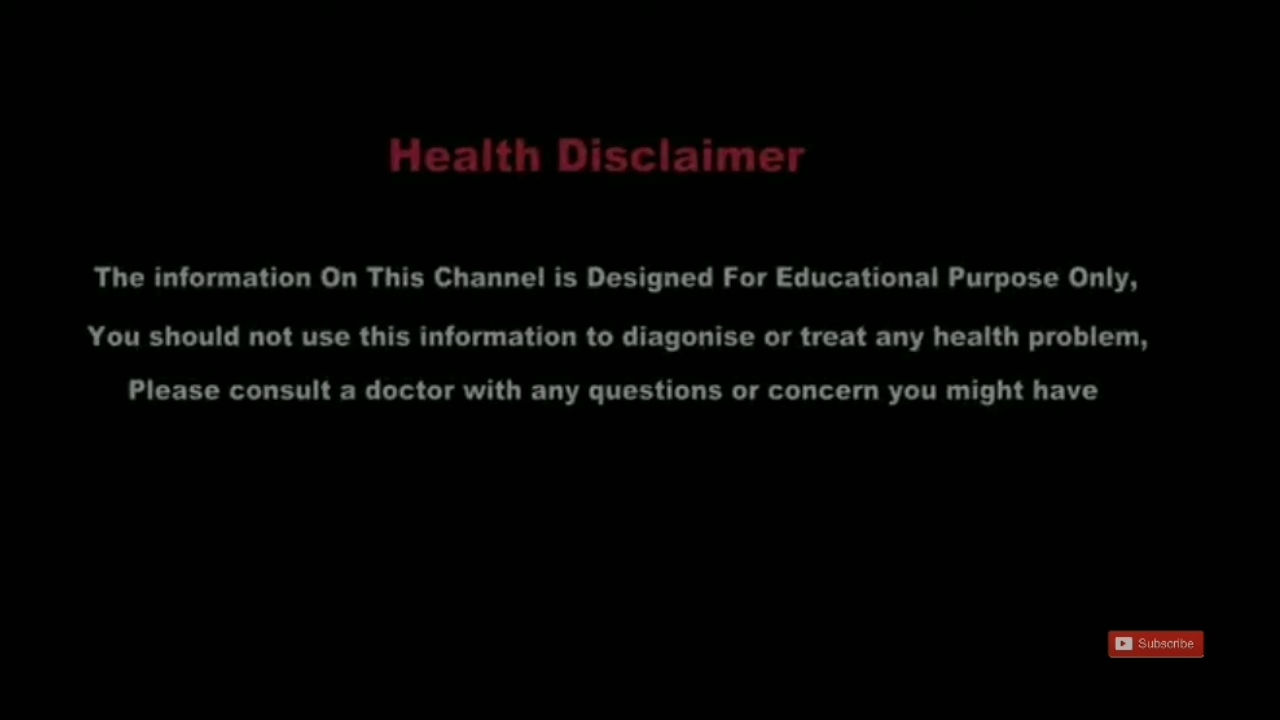 Health Disclaimer
The information On This Channel is Designed For Educational Purpose Only,
You should not use this information to diagonise or treat any health problem,
Please consult a doctor with any questions or concern you might have
Subscribe